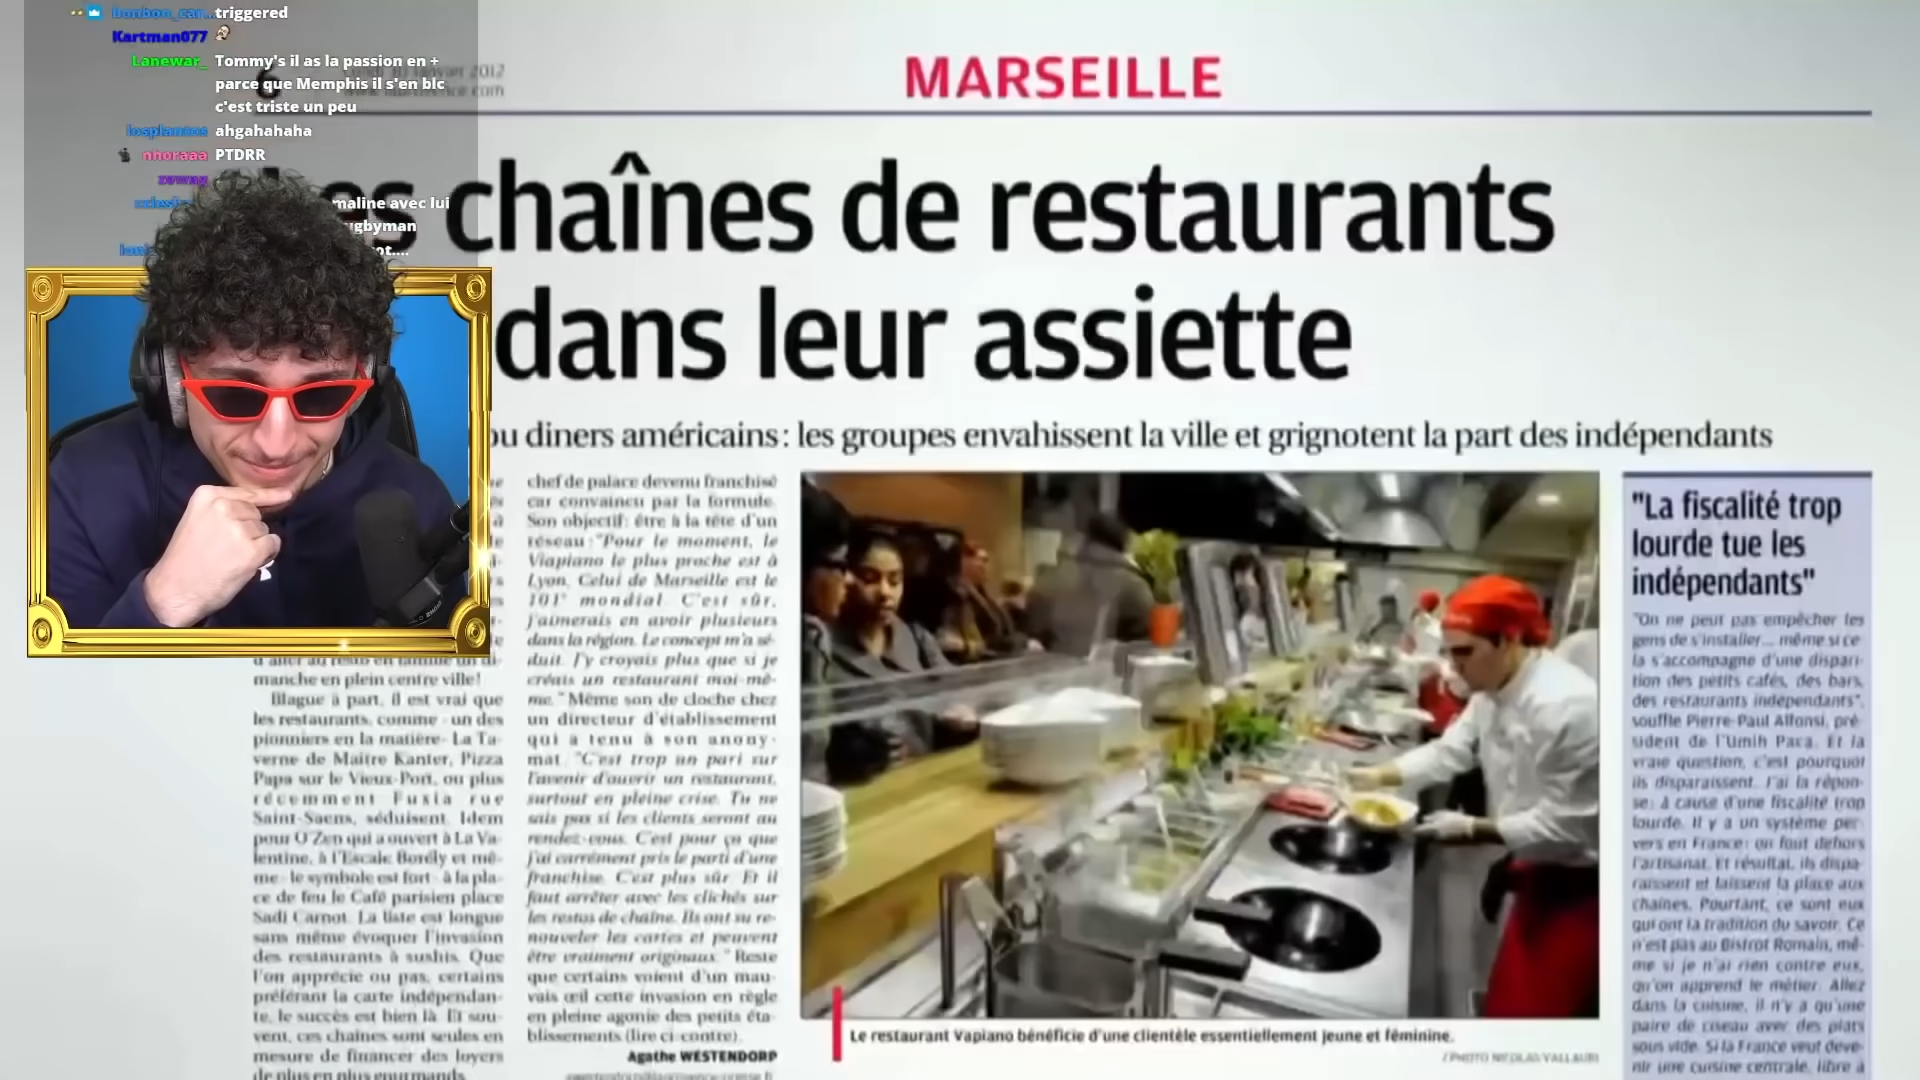 bonbon_car... triggered
Kartman077
Lanewar_ Tommy's il as la passion en +
parce que Memphis il s'en blc
c'est triste un peu
losplantos ahgahahaha
nhoraaa PTDRR
maline avec lui
6
janvier 2012
MARSEILLE
Les chaînes de restaurants
dans leur assiette
ou diners américains : les groupes envahissent la ville et grignotent la part des indépendants
manche en plein centre ville!
Blague à part, il est vrai que
les restaurants, comme - un des
pionniers en la matière- La Ta-
verne de Maître Kanter, Pizza
Papa sur le Vieux-Port, ou plus
récemment Fuxia rue
Saint-Saens, séduisent. Idem
pour O'Zen qui a ouvert à La Va-
lentine, à l'Escale Borély et mê-
me - le symbole est fort - à la pla-
ce de feu le Café parisien place
Sadi Carnot. La liste est longue
sans même évoquer l'invasion
des restaurants à sushis. Que
l'on apprécie ou pas, certains
préférant la carte indépendan-
te, le succès est bien là. Et sou-
vent, ces chaînes sont seules en
mesure de financer des loyers
de plus en plus gourmands.
chef de palace devenu franchisé
car convaincu par la formule.
Son objectif: être à la tête d'un
réseau: "Pour le moment, le
Viapiano le plus proche est à
Lyon. Celui de Marseille est le
101e mondial. C'est sûr,
j'aimerais en avoir plusieurs
dans la région. Le concept m'a sé-
duit. J'y croyais plus que si je
créais un restaurant moi-mê-
me." Même son de cloche chez
un directeur d'établissement
qui a tenu à son anony-
mat. "C'est trop un pari sur
l'avenir d'ouvrir un restaurant,
surtout en pleine crise. Tu ne
sais pas si les clients seront au
rendez-vous. C'est pour ça que
j'ai carrément pris le parti d'une
franchise. C'est plus sûr. Et il
faut arrêter avec les clichés sur
les restos de chaîne. Ils ont su re-
nouveler les cartes et peuvent
être vraiment originaux." Reste
que certains voient d'un mau-
vais œil cette invasion en règle
en pleine agonie des petits éta-
blissements (lire ci-contre).
Agathe WESTENDORP
Le restaurant Vapiano bénéficie d'une clientèle essentiellement jeune et féminine.
/ PHOTO NICOLAS VALLAURI
"La fiscalité trop
lourde tue les
indépendants"
"On ne peut pas empêcher les
gens de s'installer... même si ce-
la s'accompagne d'une dispari-
tion des petits cafés, des bars,
des restaurants indépendants",
souffle Pierre-Paul Alfonsi, pré-
sident de l'Umih Paca. Et la
vraie question, c'est pourquoi
ils disparaissent. J'ai la répon-
se: à cause d'une fiscalité trop
lourde. Il y a un système per-
vers en France: on fout dehors
l'artisanat. Et résultat, ils dispa-
raissent et laissent la place aux
chaînes. Pourtant, ce sont eux
qui ont la tradition du savoir. Ce
n'est pas au Bistrot Romain, mê-
me si je n'ai rien contre eux,
qu'on apprend le métier. Allez
dans la cuisine, il n'y a qu'une
paire de ciseau avec des plats
sous vide. Si la France veut deve-
nir une cuisine centrale, libre à